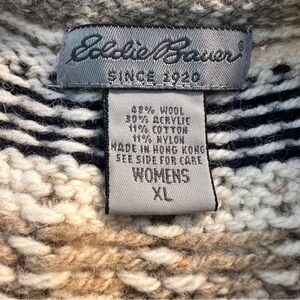 Eddie Bauer®
SINCE 1920
48% WOOL
30% ACRYLIC
11% COTTON
11% NYLON
MADE IN HONG KONG
SEE SIDE FOR CARE
WOMENS
XL